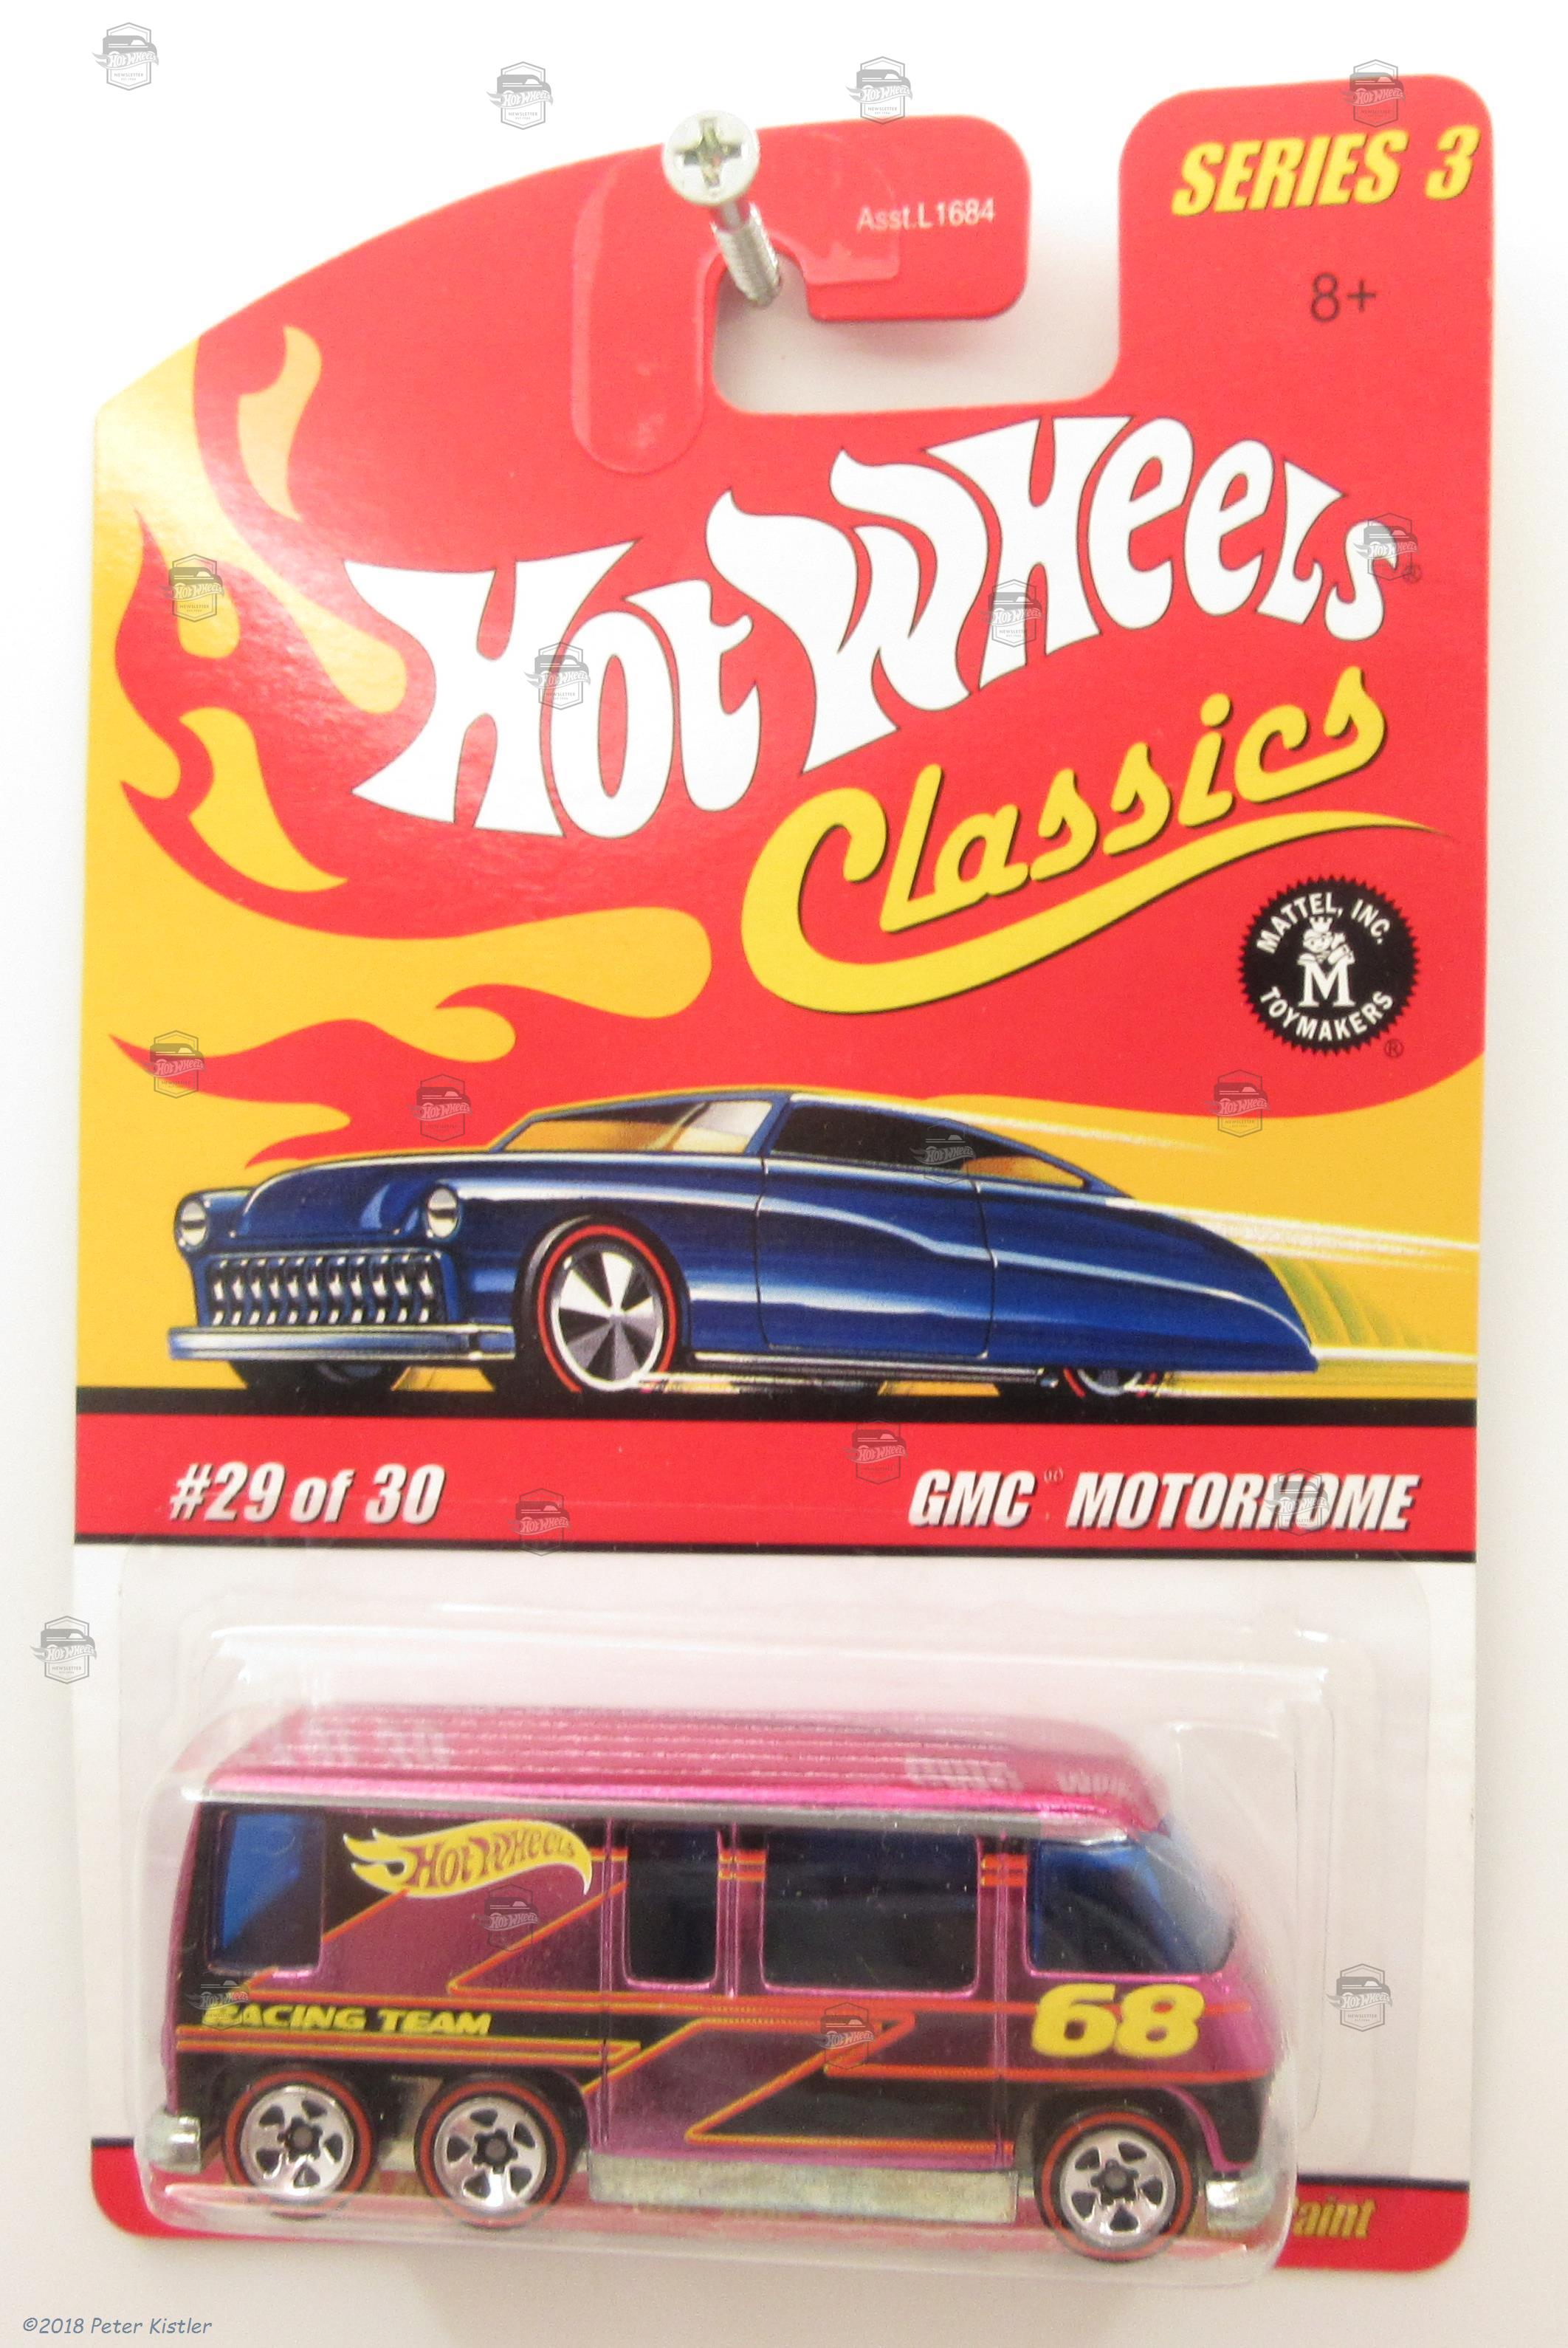 SERIES 3
Asst.L1684
8+
Hot Wheels®
Classics
MATTEL, INC.
M
TOYMAKERS
®
#29 of 30
GMC MOTORHOME
Hot Wheels
RACING TEAM
68
©2018 Peter Kistler